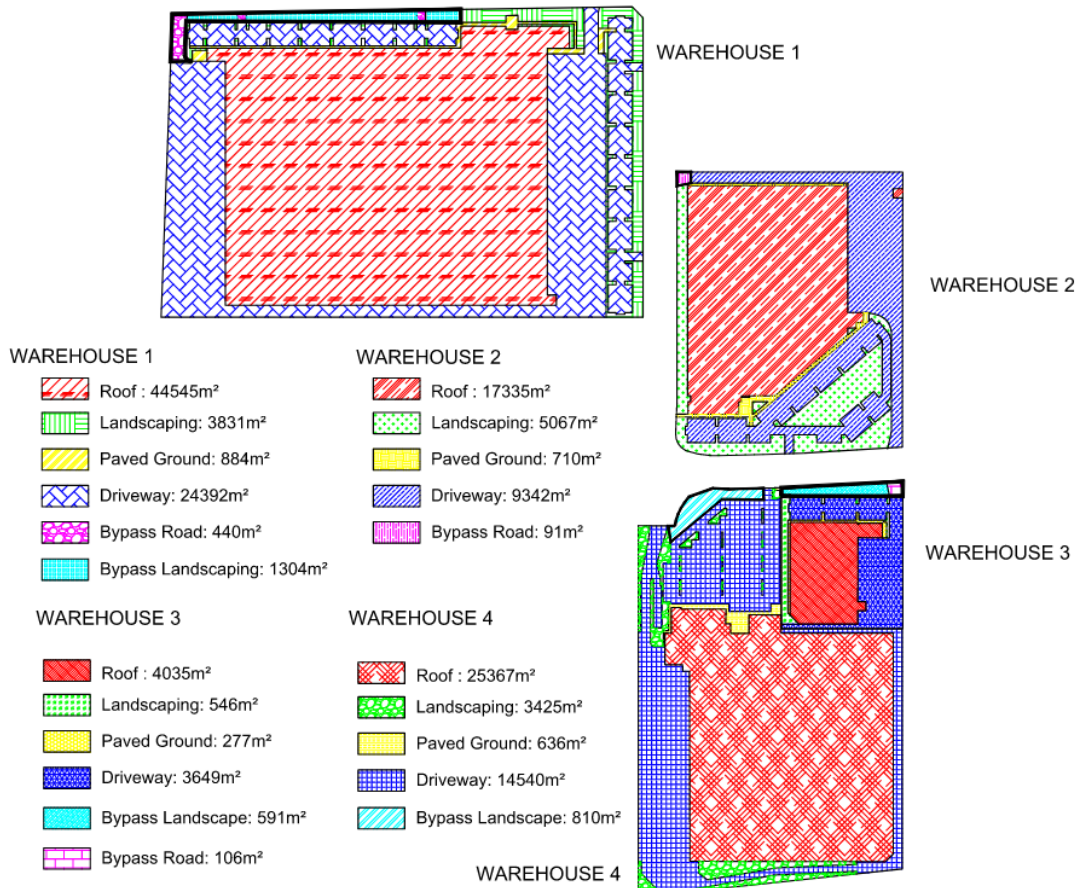 WAREHOUSE 1
WAREHOUSE 2
WAREHOUSE 1
Roof : 44545m²
Landscaping: 3831m²
Paved Ground: 884m²
Driveway: 24392m²
Bypass Road: 440m²
Bypass Landscaping: 1304m²
WAREHOUSE 2
Roof: 17335m²
Landscaping: 5067m²
Paved Ground: 710m²
Driveway: 9342m²
Bypass Road: 91m²
WAREHOUSE 3
WAREHOUSE 3
Roof : 4035m²
Landscaping: 546m²
Paved Ground: 277m²
Driveway: 3649m²
Bypass Landscape: 591m²
Bypass Road: 106m²
WAREHOUSE 4
Roof : 25367m²
Landscaping: 3425m²
Paved Ground: 636m²
Driveway: 14540m²
Bypass Landscape: 810m²
WAREHOUSE 4